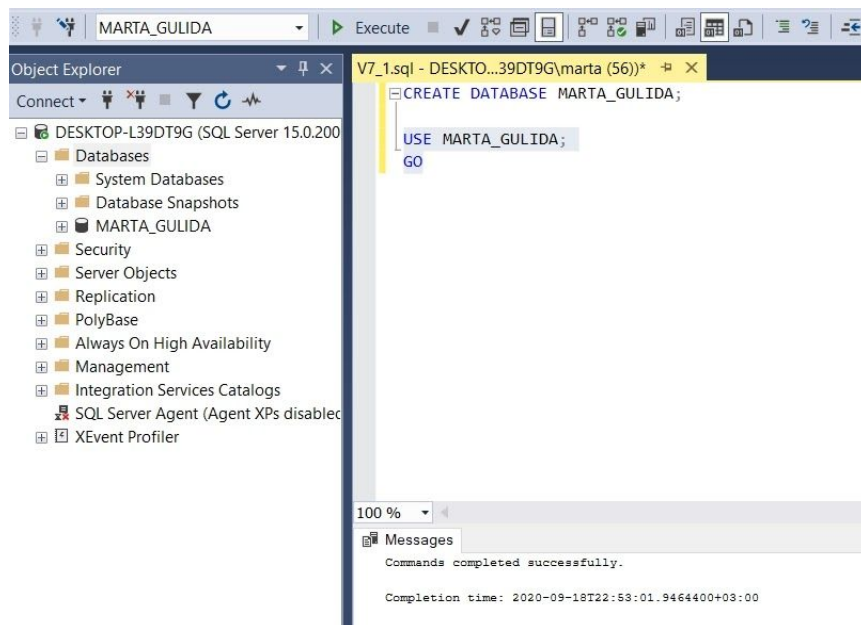 MARTA_GULIDA
Execute
Object Explorer
Connect
DESKTOP-L39DT9G (SQL Server 15.0.200
Databases
System Databases
Database Snapshots
MARTA_GULIDA
Security
Server Objects
Replication
PolyBase
Always On High Availability
Management
Integration Services Catalogs
SQL Server Agent (Agent XPs disabled
XEvent Profiler
V7_1.sql - DESKTO...39DT9G\marta (56))*
CREATE DATABASE MARTA_GULIDA;
USE MARTA_GULIDA;
GO
100 %
Messages
Commands completed successfully.
Completion time: 2020-09-18T22:53:01.9464400+03:00